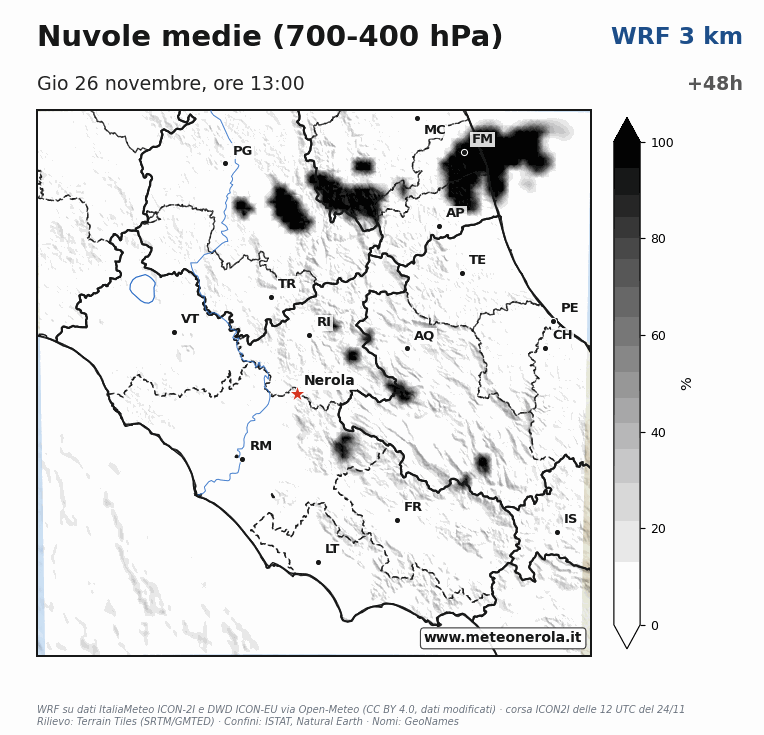 Nuvole medie (700-400 hPa)
WRF 3 km
Gio 26 novembre, ore 13:00
+48h
MC
FM
PG
AP
TE
TR
PE
VT
RI
AQ
CH
Nerola
RM
FR
IS
LT
www.meteonerola.it
100
80
60
40
20
0
%
WRF su dati ItaliaMeteo ICON-2I e DWD ICON-EU via Open-Meteo (CC BY 4.0, dati modificati) · corsa ICON2I delle 12 UTC del 24/11
Rilievo: Terrain Tiles (SRTM/GMTED) · Confini: ISTAT, Natural Earth · Nomi: GeoNames